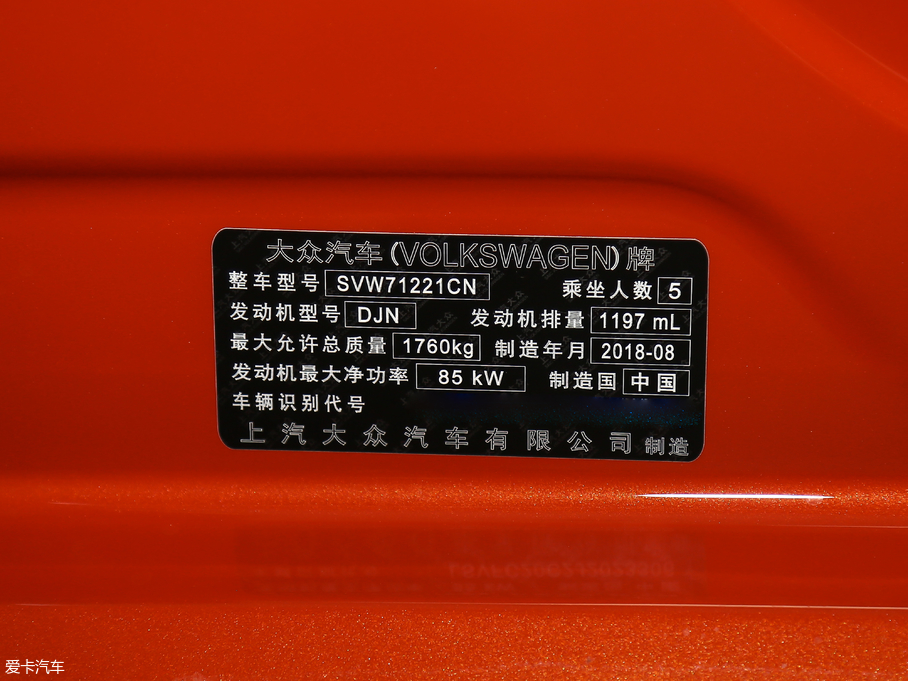 大众汽车(VOLKSWAGEN)牌
整车型号 SVW71221CN 乘坐人数 5
发动机型号 DJN 发动机排量 1197 mL
最大允许总质量 1760kg 制造年月 2018-08
发动机最大净功率 85 kW 制造国 中国
车辆识别代号
上汽大众汽车有限公司 制造
爱卡汽车